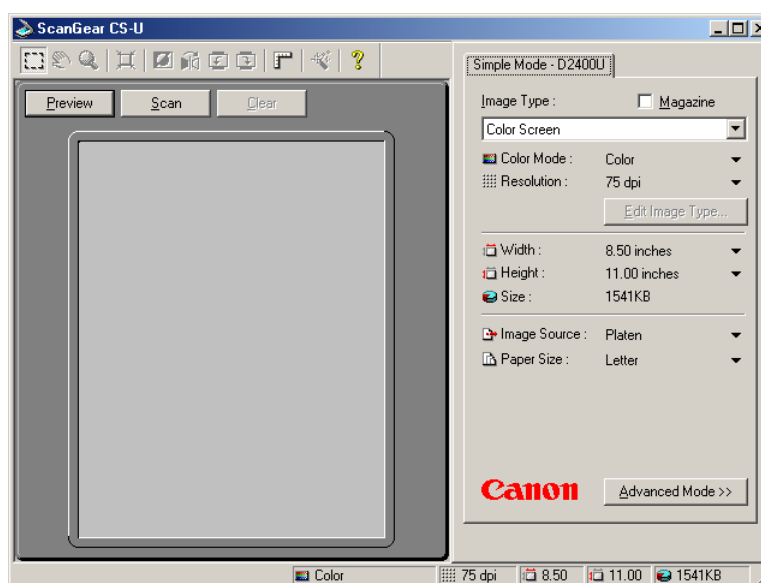 ScanGear CS-U
Simple Mode - D2400U
Preview Scan Clear
Image Type : Magazine
Color Screen
Color Mode : Color
Resolution : 75 dpi
Edit Image Type...
Width : 8.50 inches
Height : 11.00 inches
Size : 1541KB
Image Source : Platen
Paper Size : Letter
Canon Advanced Mode >>
Color 75 dpi 8.50 11.00 1541KB